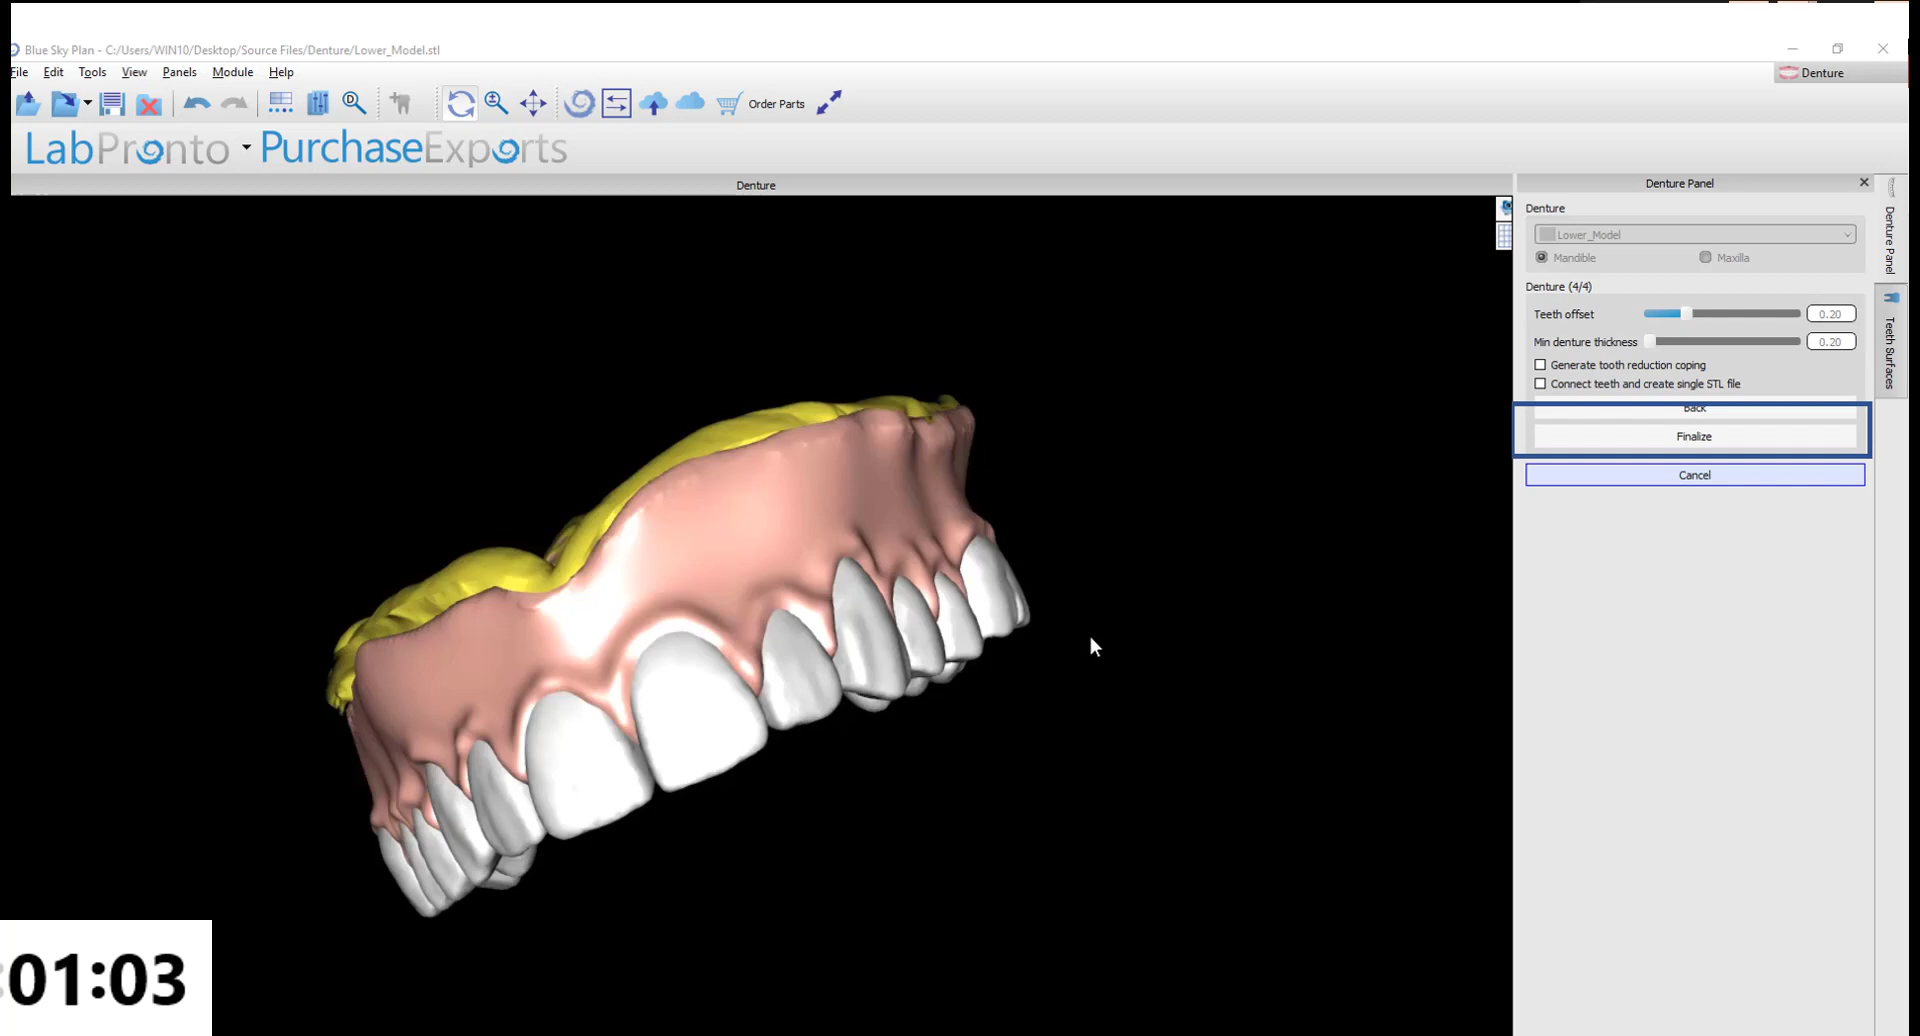 Blue Sky Plan - C:/Users/WIN10/Desktop/Source Files/Denture/Lower_Model.stl
File Edit Tools View Panels Module Help
Denture
D
Order Parts
LabPronto PurchaseExports
Denture
Denture Panel
Denture
Lower_Model
Mandible Maxilla
Denture (4/4)
Teeth offset 0.20
Min denture thickness 0.20
Generate tooth reduction coping
Connect teeth and create single STL file
Back
Finalize
Cancel
Denture Panel
Teeth Surfaces
:01:03